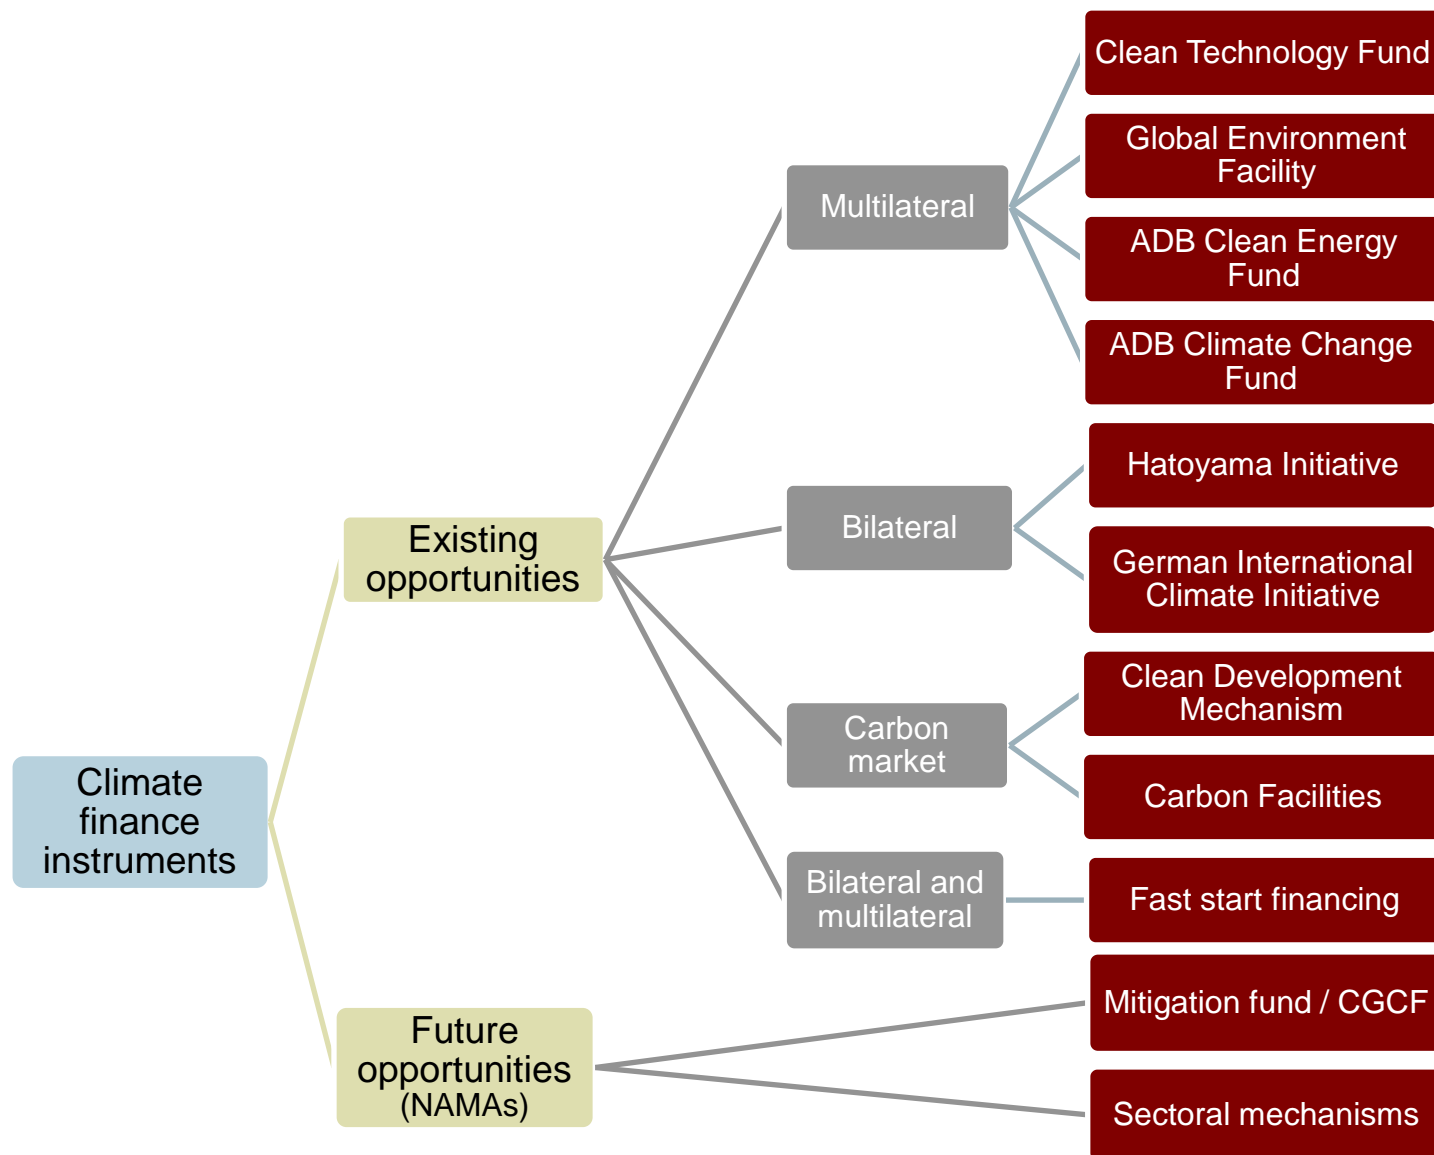 Climate
finance
instruments
Existing
opportunities
Multilateral
Clean Technology Fund
Global Environment
Facility
ADB Clean Energy
Fund
ADB Climate Change
Fund
Bilateral
Hatoyama Initiative
German International
Climate Initiative
Carbon
market
Clean Development
Mechanism
Carbon Facilities
Bilateral and
multilateral
Fast start financing
Future
opportunities
(NAMAs)
Mitigation fund / CGCF
Sectoral mechanisms